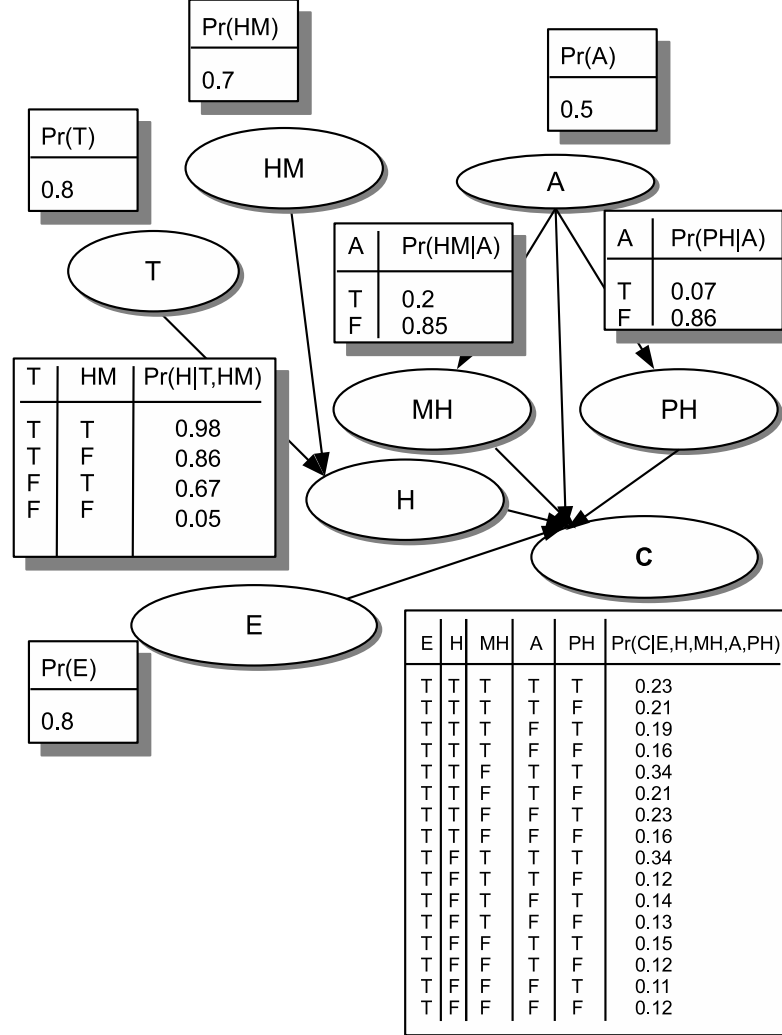 Pr(HM)
0.7
Pr(A)
0.5
Pr(T)
0.8
HM
A
A Pr(HM|A)
T 0.2
F 0.85
A Pr(PH|A)
T 0.07
F 0.86
T
T HM Pr(H|T,HM)
T T 0.98
T F 0.86
F T 0.67
F F 0.05
MH
PH
H
C
E
Pr(E)
0.8
E H MH A PH Pr(C|E,H,MH,A,PH)
T T T T T 0.23
T T T T F 0.21
T T T F T 0.19
T T T F F 0.16
T T F T T 0.34
T T F T F 0.21
T T F F T 0.23
T T F F F 0.16
T F T T T 0.34
T F T T F 0.12
T F T F T 0.14
T F T F F 0.13
T F F T T 0.15
T F F T F 0.12
T F F F T 0.11
T F F F F 0.12